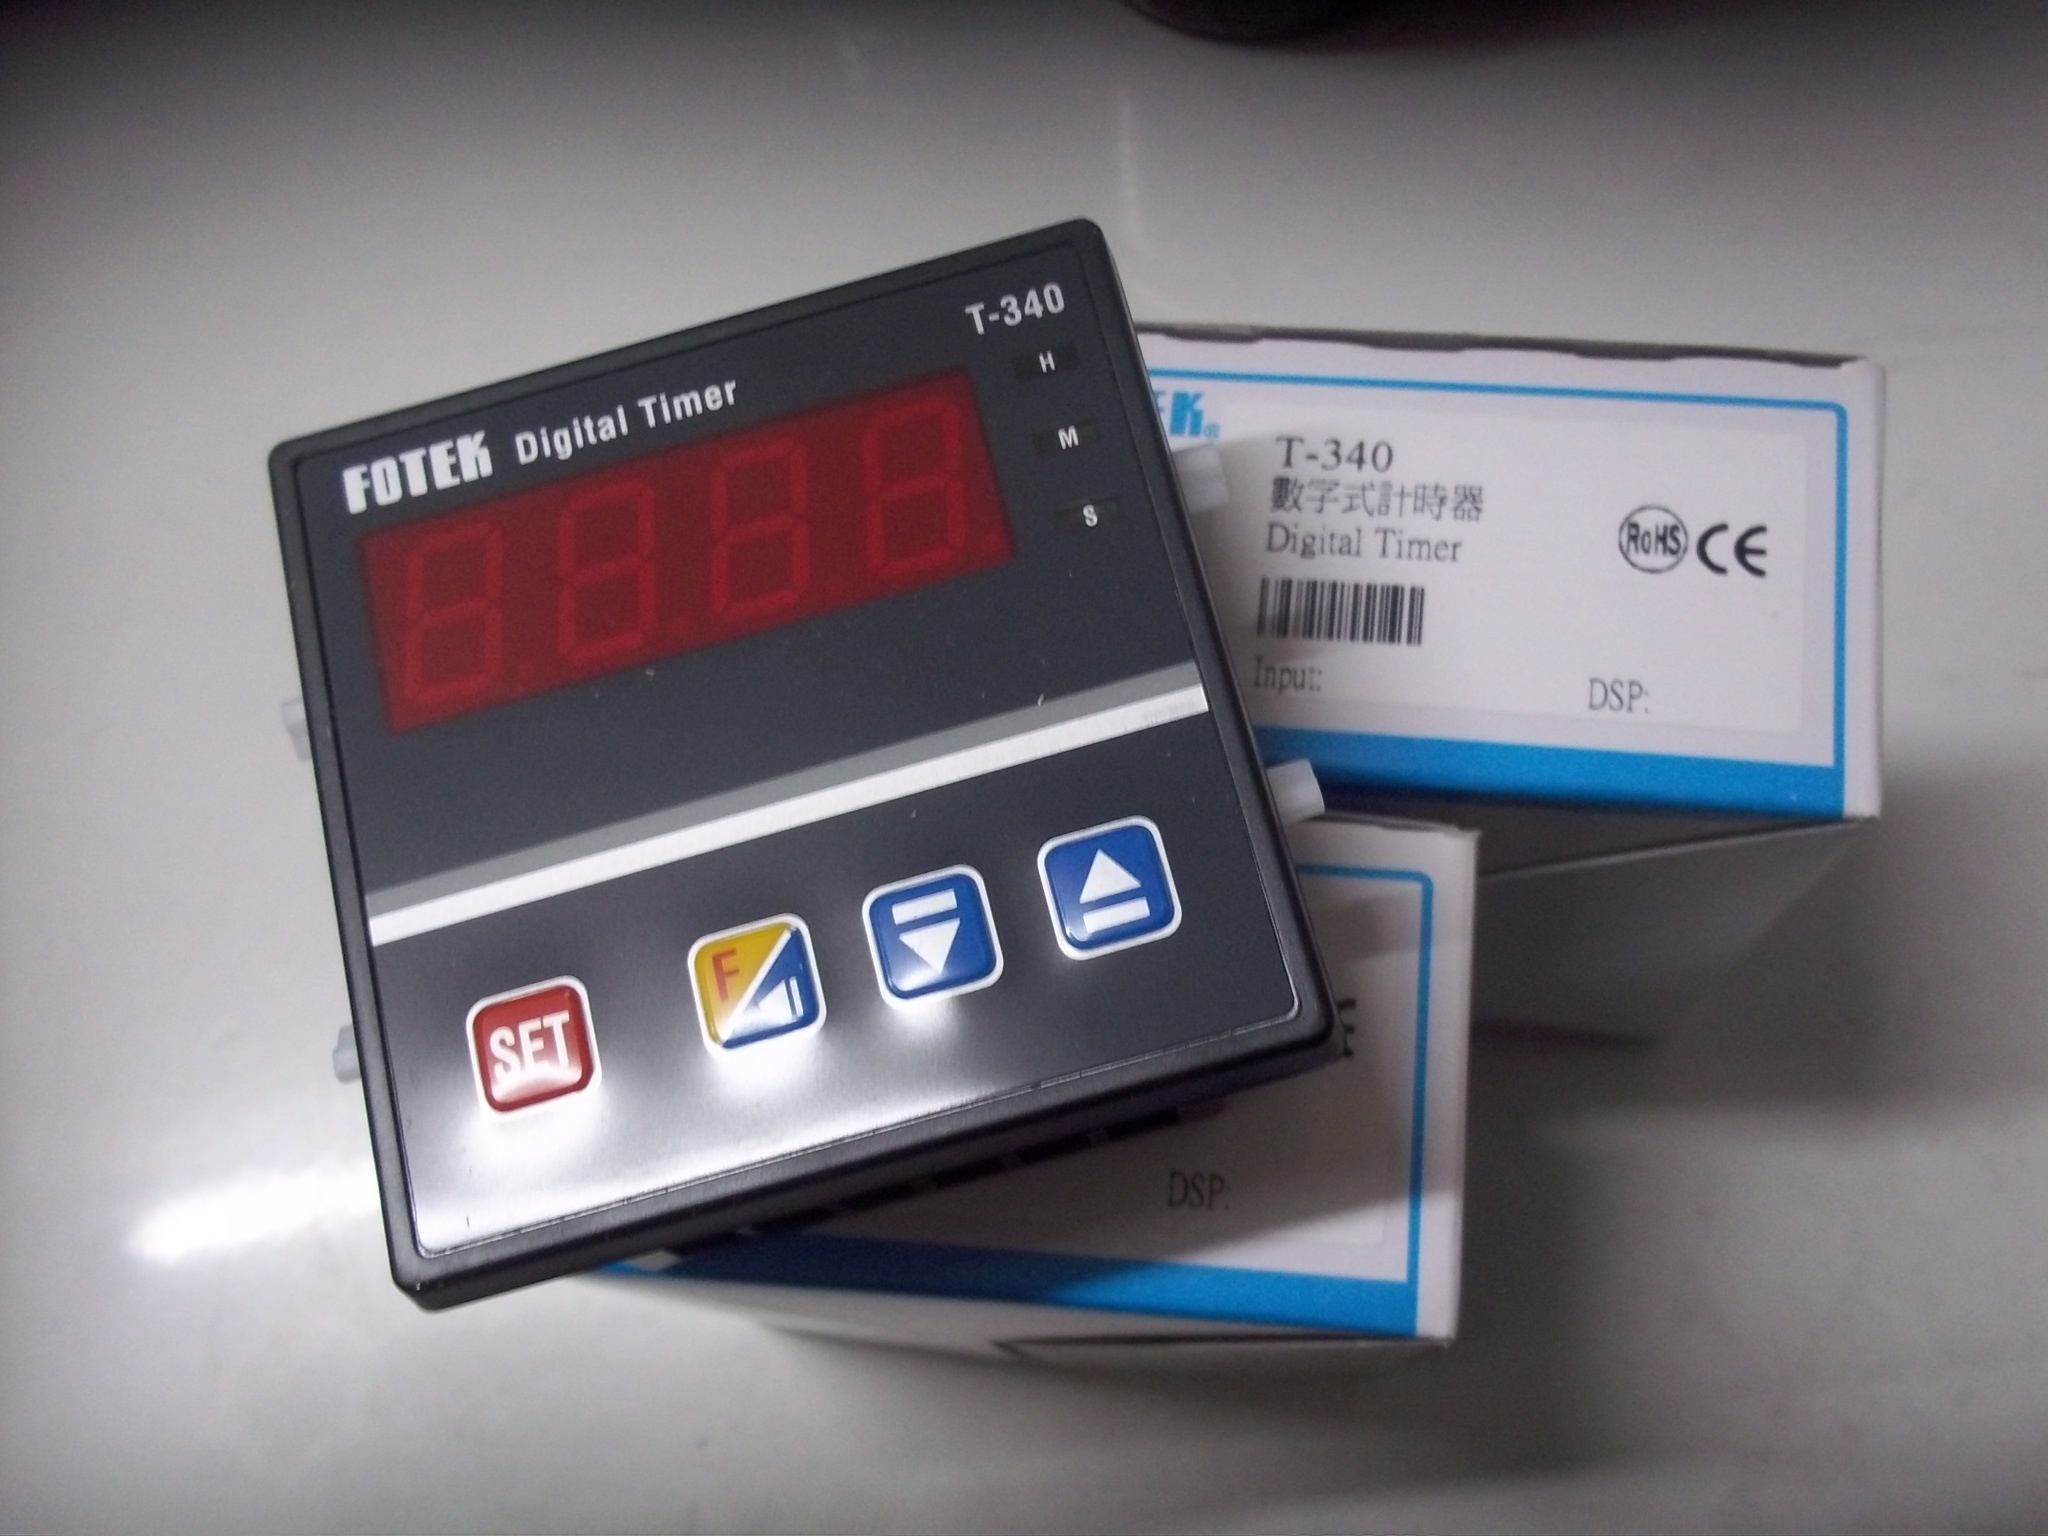 T-340
FOTEK Digital Timer
H
M
S
SET
F
EK®
T-340
數字式計時器
Digital Timer
RoHS CE
Input: DSP:
DSP: